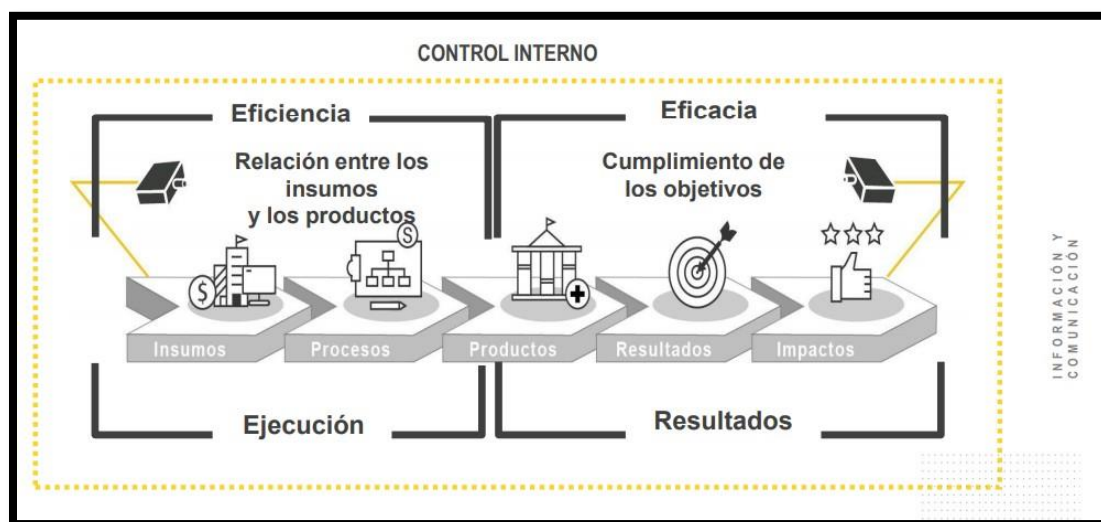 CONTROL INTERNO
Eficiencia
Relación entre los
insumos
y los productos
Eficacia
Cumplimiento de
los objetivos
$
$
Insumos
Procesos
Productos
Resultados
Impactos
Ejecución
Resultados
INFORMACIÓN Y
COMUNICACIÓN